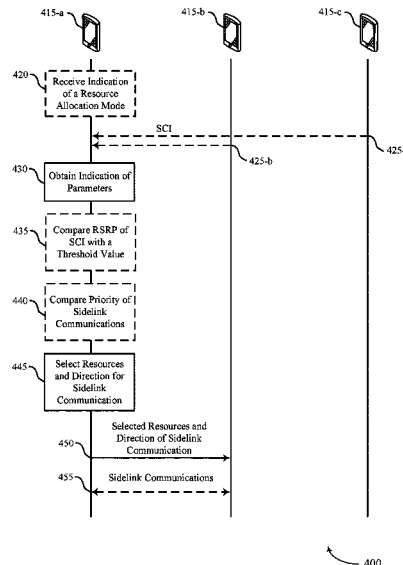 415-a
415-b
415-c
420
Receive Indication
of a Resource
Allocation Mode
SCI
425-
425-b
430
Obtain Indication of
Parameters
435
Compare RSRP of
SCI with a
Threshold Value
440
Compare Priority of
Sidelink
Communications
445
Select Resources
and Direction for
Sidelink
Communication
Selected Resources and
Direction of Sidelink
Communication
450
455
Sidelink Communications
400